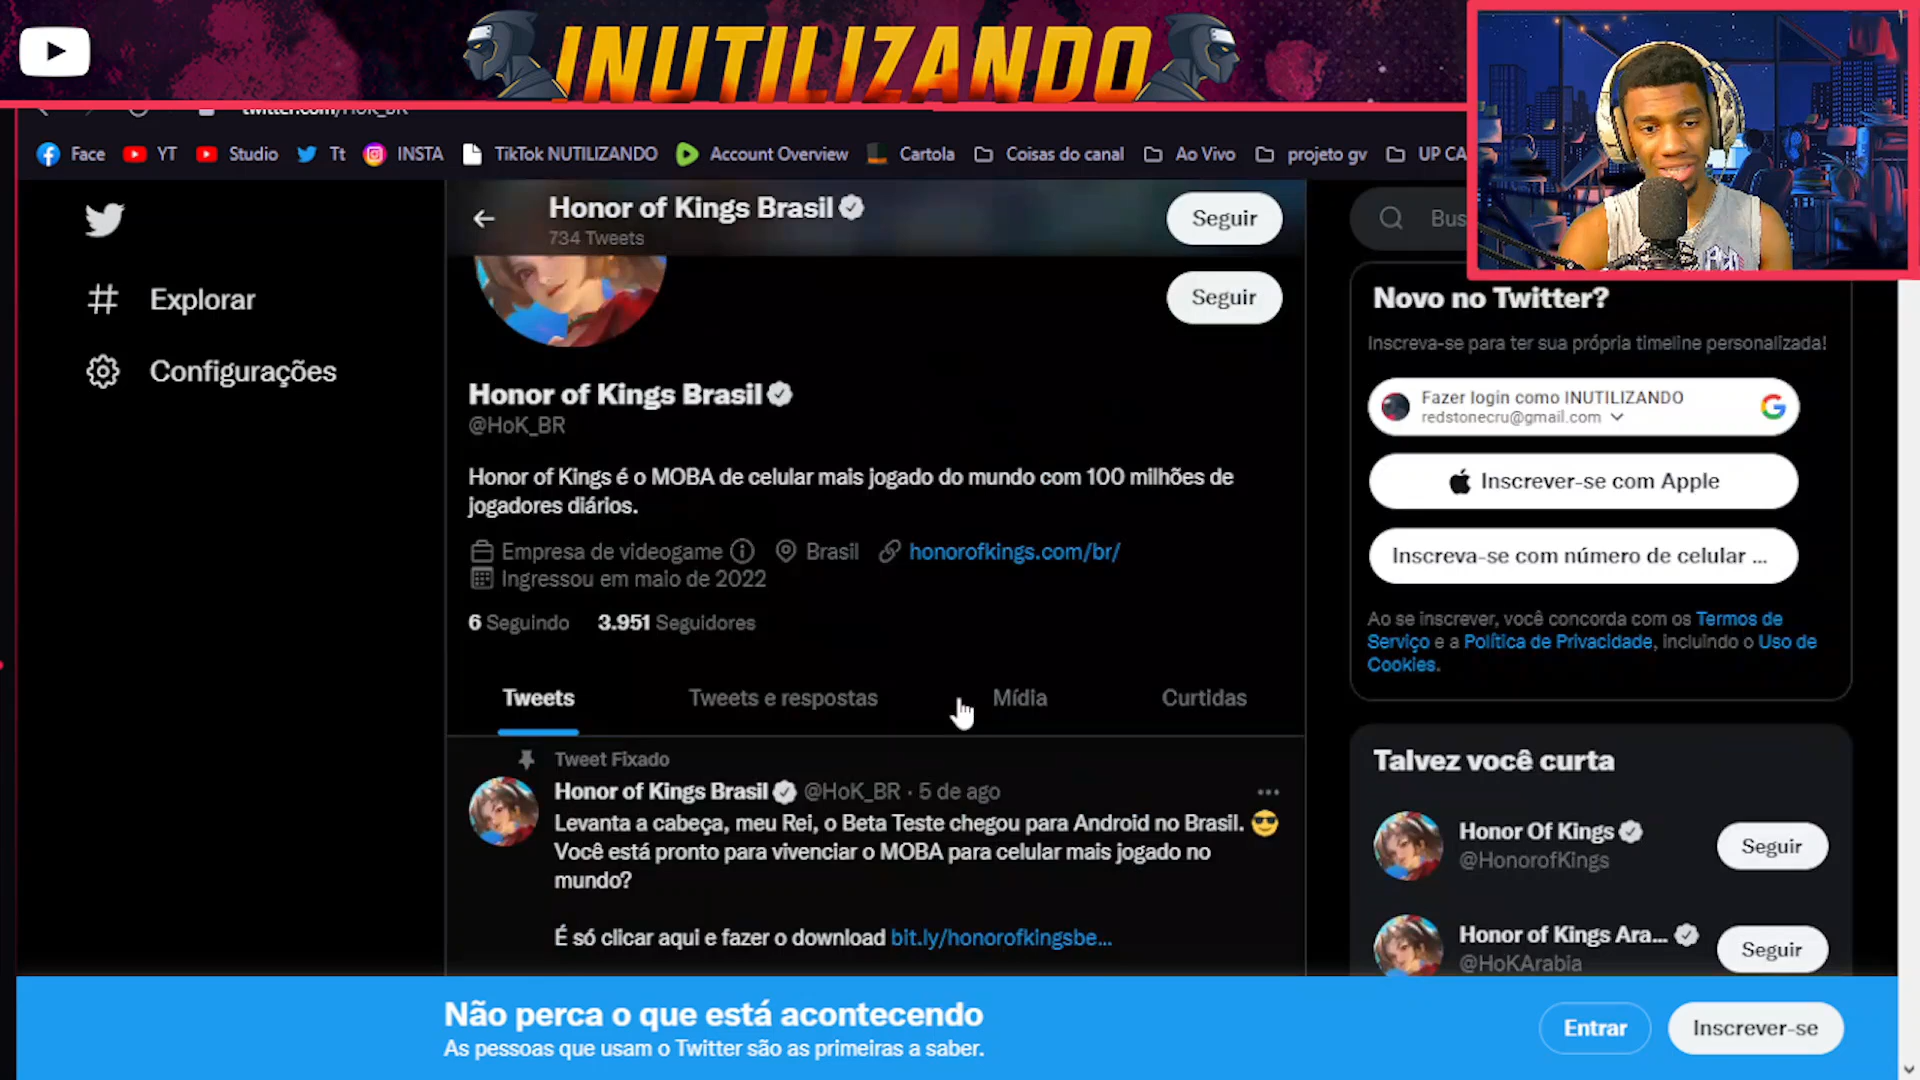 INUTILIZANDO
twitter.com/HoK_BR
Face
YT
Studio
Tt
INSTA
TikTok NUTILIZANDO
Account Overview
Cartola
Coisas do canal
Ao Vivo
projeto gv
UP CA
Honor of Kings Brasil
734 Tweets
Seguir
Bus
Explorar
Configurações
Seguir
Honor of Kings Brasil
@HoK_BR
Honor of Kings é o MOBA de celular mais jogado do mundo com 100 milhões de
jogadores diários.
Empresa de videogame Brasil honorofkings.com/br/
Ingressou em maio de 2022
6 Seguindo 3.951 Seguidores
Tweets
Tweets e respostas
Mídia
Curtidas
Tweet Fixado
Honor of Kings Brasil @HoK_BR · 5 de ago
Levanta a cabeça, meu Rei, o Beta Teste chegou para Android no Brasil. 😎
Você está pronto para vivenciar o MOBA para celular mais jogado no
mundo?
É só clicar aqui e fazer o download bit.ly/honorofkingsbe...
Novo no Twitter?
Inscreva-se para ter sua própria timeline personalizada!
Fazer login como INUTILIZANDO
redstonecru@gmail.com
Inscrever-se com Apple
Inscreva-se com número de celular ...
Ao se inscrever, você concorda com os Termos de
Serviço e a Política de Privacidade, incluindo o Uso de
Cookies.
Talvez você curta
Honor Of Kings
@HonorofKings
Seguir
Honor of Kings Ara...
@HoKArabia
Seguir
Não perca o que está acontecendo
As pessoas que usam o Twitter são as primeiras a saber.
Entrar
Inscrever-se